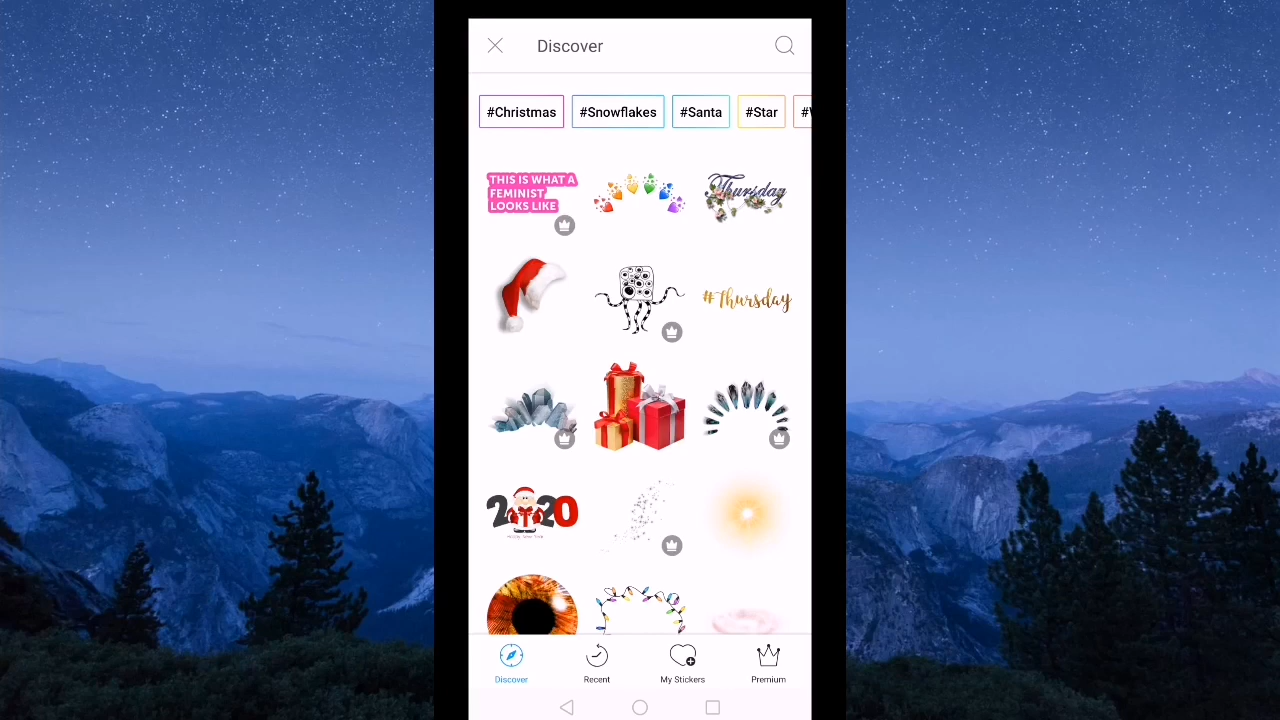 Discover
#Christmas #Snowflakes #Santa #Star
THIS IS WHAT A
FEMINIST
LOOKS LIKE
Thursday
#Thursday
2020
Discover Recent My Stickers Premium